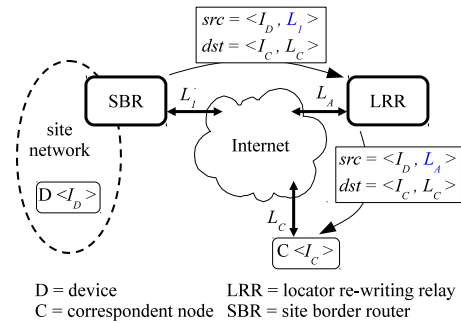 src = <I_D , L_1>
dst = <I_C , L_C>
SBR
L_1
L_A
LRR
site
network
Internet
src = <I_D , L_A>
dst = <I_C , L_C>
D <I_D>
L_C
C <I_C>
D = device
LRR = locator re-writing relay
C = correspondent node
SBR = site border router